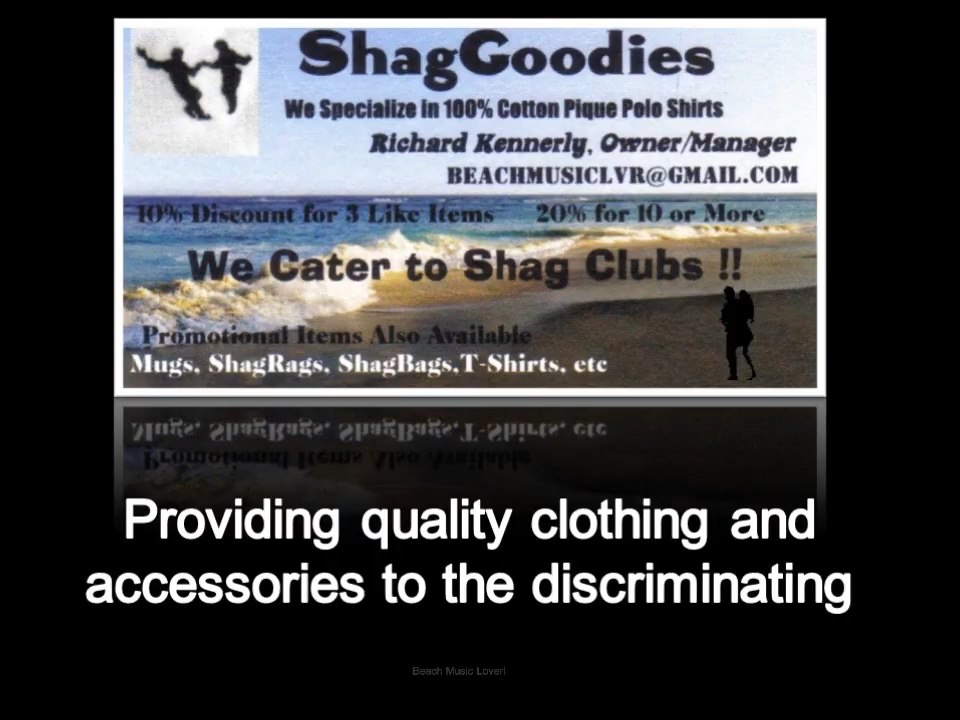 ShagGoodies
We Specialize in 100% Cotton Pique Polo Shirts
Richard Kennerly, Owner/Manager
BEACHMUSICLVR@GMAIL.COM
10% Discount for 3 Like Items 20% for 10 or More
We Cater to Shag Clubs !!
Promotional Items Also Available
Mugs, ShagRags, ShagBags,T-Shirts, etc
Providing quality clothing and
accessories to the discriminating
Beach Music Lover!